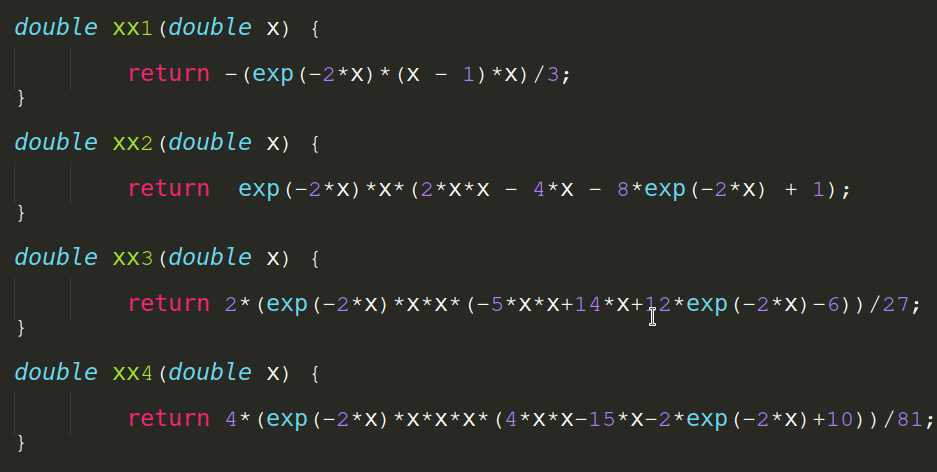 double xx1(double x) {
return -(exp(-2*x)*(x - 1)*x)/3;
}
double xx2(double x) {
return  exp(-2*x)*x*(2*x*x - 4*x - 8*exp(-2*x) + 1);
}
double xx3(double x) {
return 2*(exp(-2*x)*x*x*(-5*x*x+14*x+12*exp(-2*x)-6))/27;
}
double xx4(double x) {
return 4*(exp(-2*x)*x*x*x*(4*x*x-15*x-2*exp(-2*x)+10))/81;
}